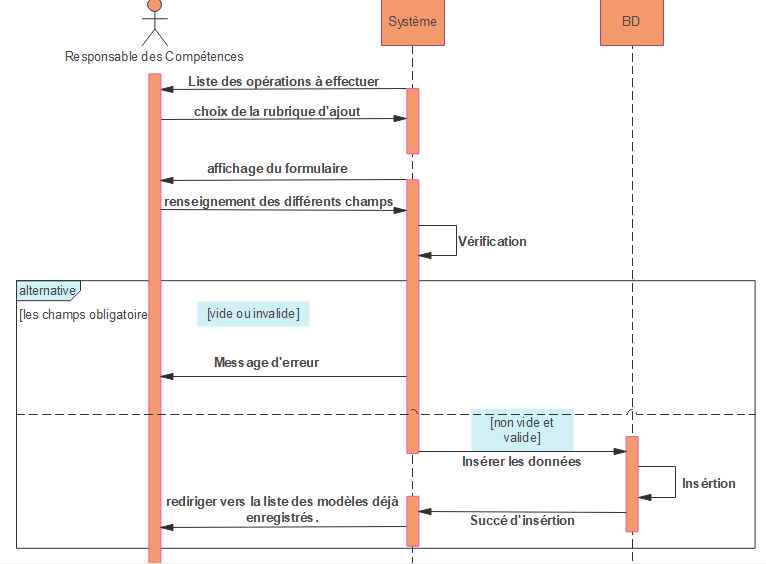 Système
BD
Responsable des Compétences
Liste des opérations à effectuer
choix de la rubrique d'ajout
affichage du formulaire
renseignement des différents champs
Vérification
alternative
[les champs obligatoire
[vide ou invalide]
Message d'erreur
[non vide et
valide]
Insérer les données
Insértion
rediriger vers la liste des modèles déjà
enregistrés.
Succé d'insértion